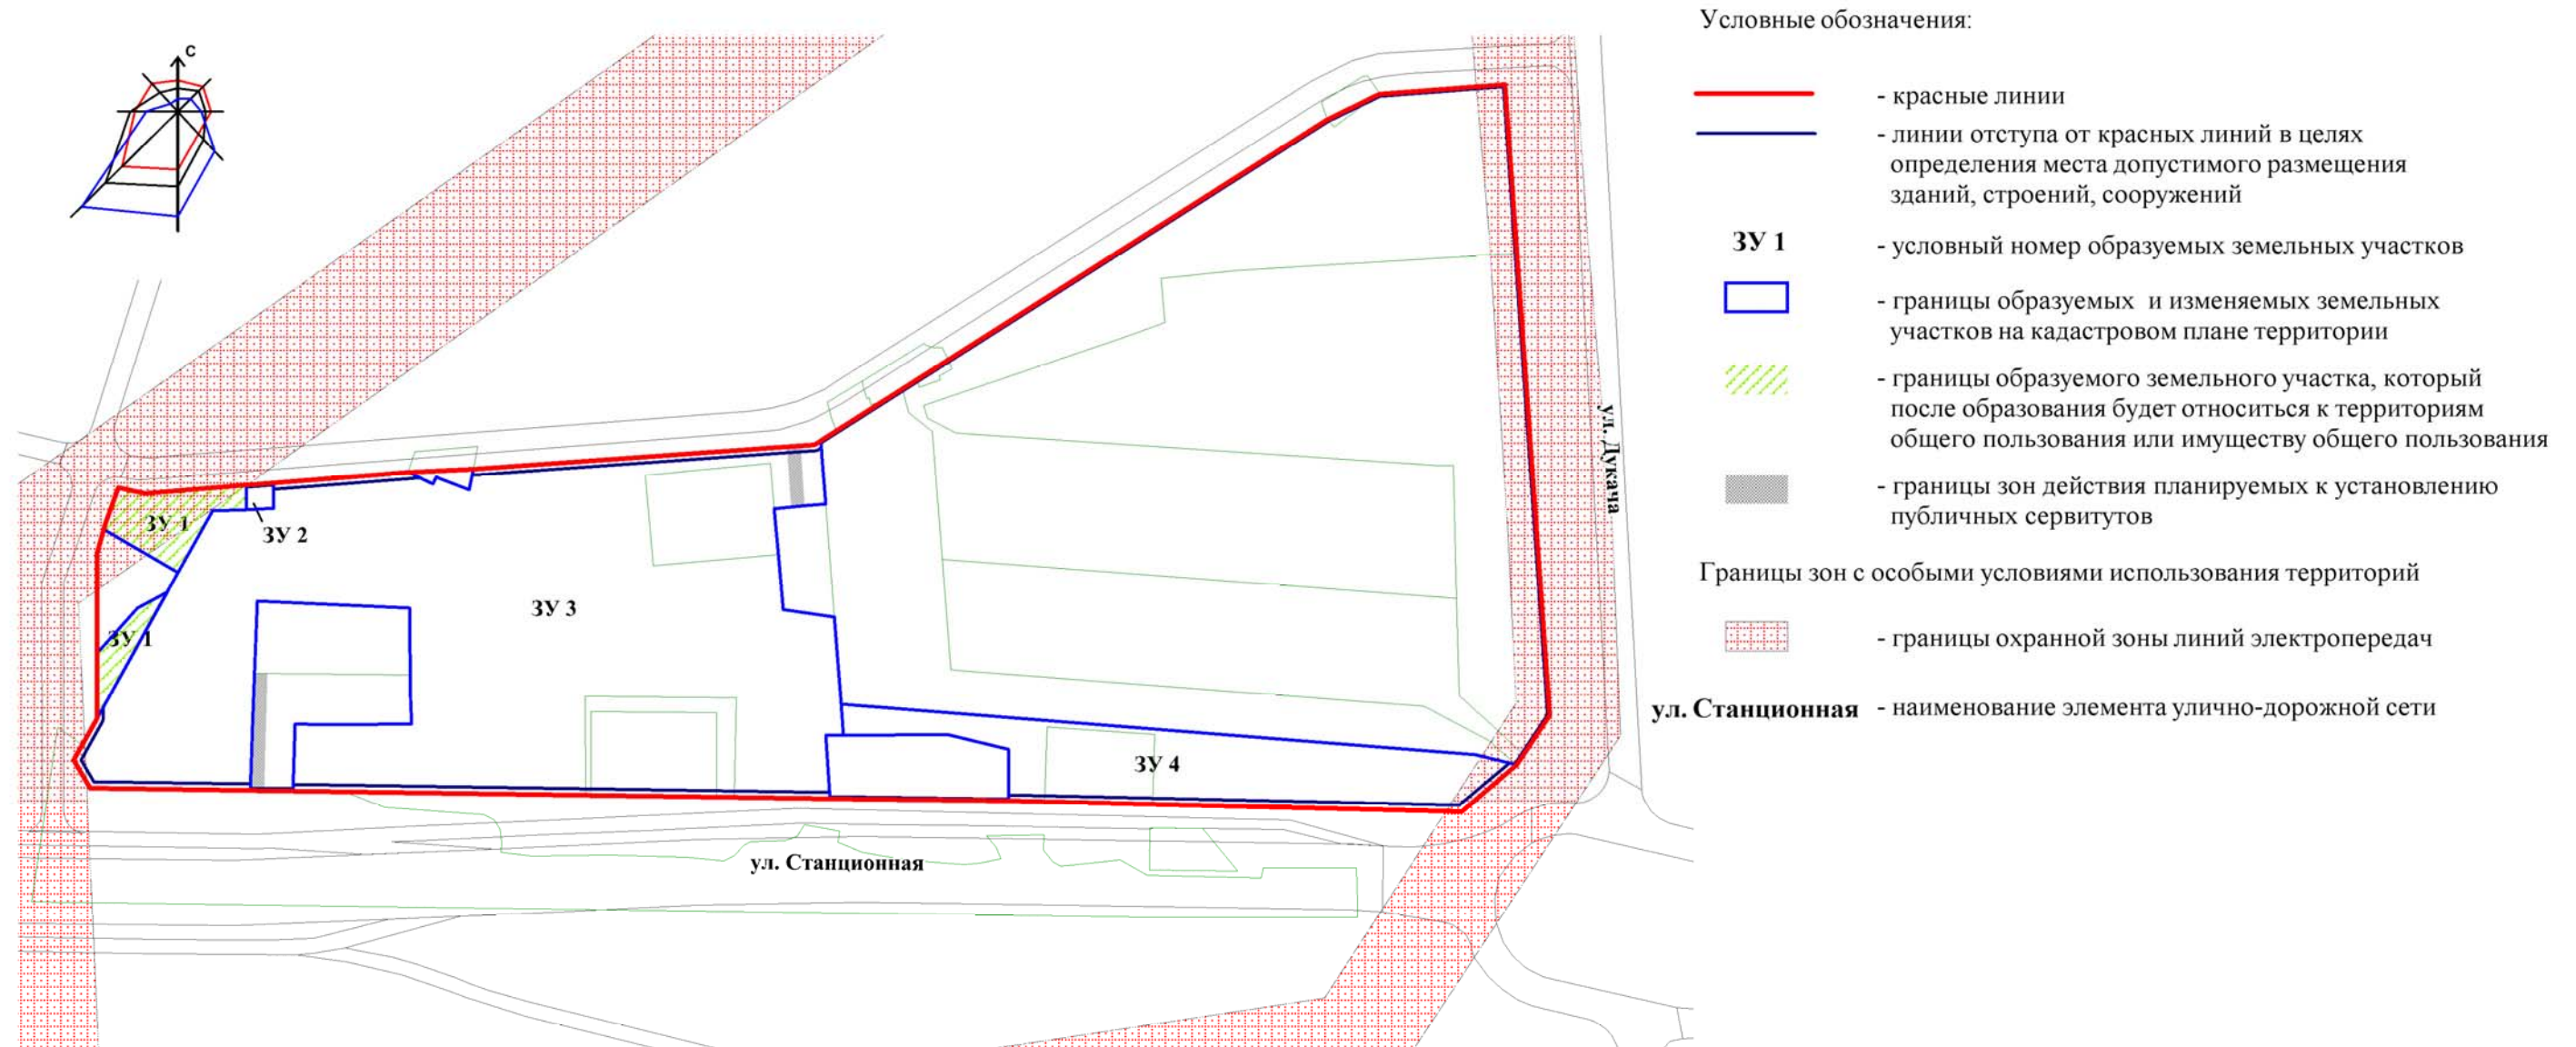 С
ЗУ 1
ЗУ 2
ЗУ 3
ЗУ 1
ЗУ 4
ул. Дукача
ул. Станционная
Условные обозначения:
- красные линии
- линии отступа от красных линий в целях
определения места допустимого размещения
зданий, строений, сооружений
ЗУ 1 - условный номер образуемых земельных участков
- границы образуемых и изменяемых земельных
участков на кадастровом плане территории
- границы образуемого земельного участка, который
после образования будет относиться к территориям
общего пользования или имуществу общего пользования
- границы зон действия планируемых к установлению
публичных сервитутов
Границы зон с особыми условиями использования территорий
- границы охранной зоны линий электропередач
ул. Станционная - наименование элемента улично-дорожной сети